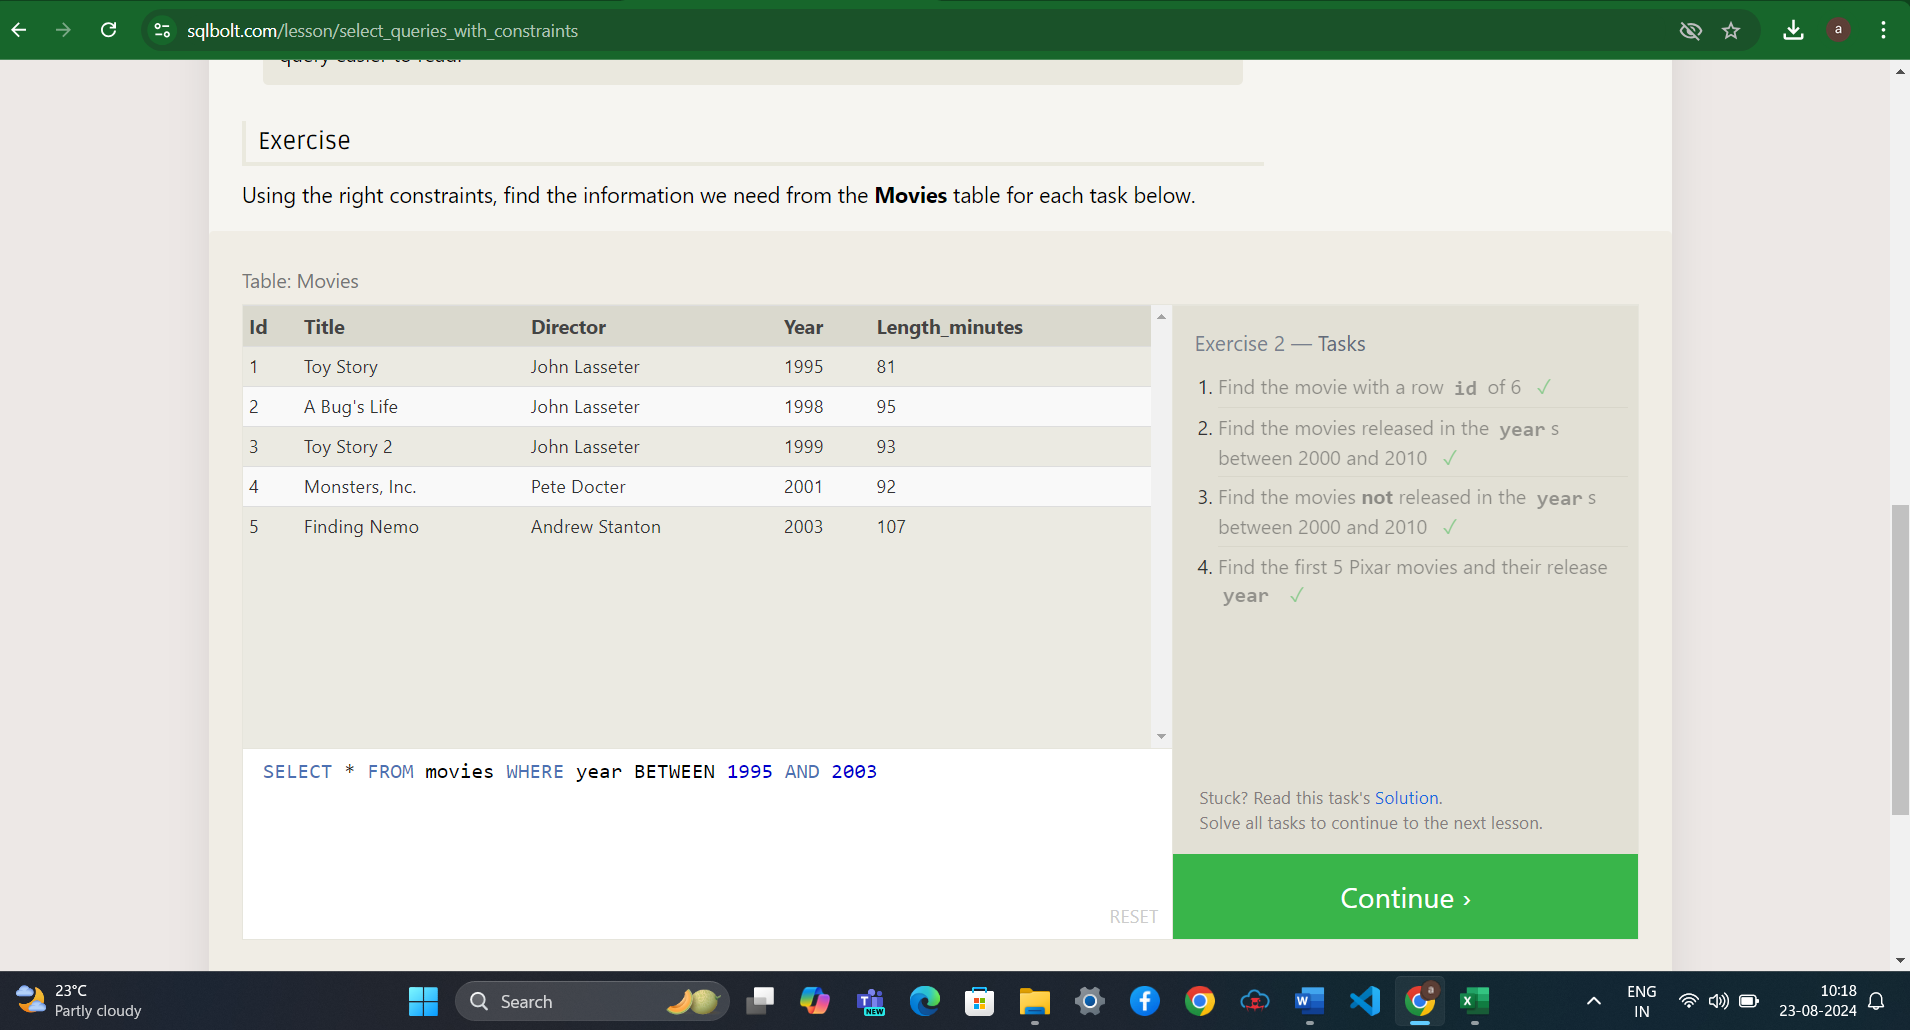 sqlbolt.com/lesson/select_queries_with_constraints
a
query easier to read.
Exercise
Using the right constraints, find the information we need from the Movies table for each task below.
Table: Movies
Id Title Director Year Length_minutes
1 Toy Story John Lasseter 1995 81
2 A Bug's Life John Lasseter 1998 95
3 Toy Story 2 John Lasseter 1999 93
4 Monsters, Inc. Pete Docter 2001 92
5 Finding Nemo Andrew Stanton 2003 107
SELECT * FROM movies WHERE year BETWEEN 1995 AND 2003
RESET
Exercise 2 — Tasks
1. Find the movie with a row id of 6 ✓
2. Find the movies released in the year s
between 2000 and 2010 ✓
3. Find the movies not released in the year s
between 2000 and 2010 ✓
4. Find the first 5 Pixar movies and their release
year ✓
Stuck? Read this task's Solution.
Solve all tasks to continue to the next lesson.
Continue ›
23°C
Partly cloudy
Search
NEW
a
ENG
IN
10:18
23-08-2024